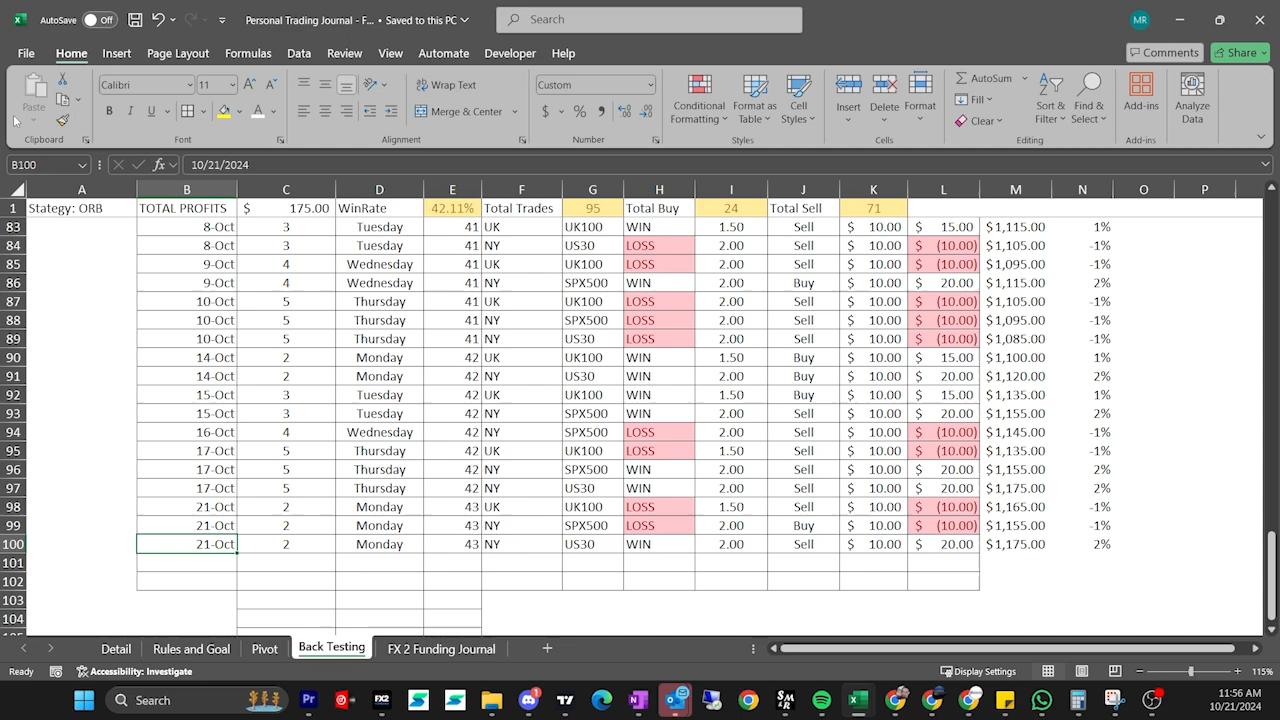 AutoSave Off Personal Trading Journal - F... • Saved to this PC Search MR
File Home Insert Page Layout Formulas Data Review View Automate Developer Help Comments Share
Paste Calibri 11 Wrap Text Custom Conditional Formatting Format as Table Cell Styles Insert Delete Format AutoSum Sort & Filter Find & Select Add-ins Analyze Data
B I U Merge & Center $ % Fill Clear
Clipboard Font Alignment Number Styles Cells Editing Add-ins
B100 fx 10/21/2024
A B C D E F G H I J K L M N O P
1 Stategy: ORB TOTAL PROFITS $ 175.00 WinRate 42.11% Total Trades 95 Total Buy 24 Total Sell 71
83 8-Oct 3 Tuesday 41 UK UK100 WIN 1.50 Sell $ 10.00 $ 15.00 $1,115.00 1%
84 8-Oct 3 Tuesday 41 NY US30 LOSS 2.00 Sell $ 10.00 $ (10.00) $1,105.00 -1%
85 9-Oct 4 Wednesday 41 UK UK100 LOSS 2.00 Sell $ 10.00 $ (10.00) $1,095.00 -1%
86 9-Oct 4 Wednesday 41 NY SPX500 WIN 2.00 Buy $ 10.00 $ 20.00 $1,115.00 2%
87 10-Oct 5 Thursday 41 UK UK100 LOSS 2.00 Sell $ 10.00 $ (10.00) $1,105.00 -1%
88 10-Oct 5 Thursday 41 NY SPX500 LOSS 2.00 Sell $ 10.00 $ (10.00) $1,095.00 -1%
89 10-Oct 5 Thursday 41 NY US30 LOSS 2.00 Sell $ 10.00 $ (10.00) $1,085.00 -1%
90 14-Oct 2 Monday 42 UK UK100 WIN 1.50 Buy $ 10.00 $ 15.00 $1,100.00 1%
91 14-Oct 2 Monday 42 NY US30 WIN 2.00 Buy $ 10.00 $ 20.00 $1,120.00 2%
92 15-Oct 3 Tuesday 42 UK UK100 WIN 1.50 Buy $ 10.00 $ 15.00 $1,135.00 1%
93 15-Oct 3 Tuesday 42 NY SPX500 WIN 2.00 Sell $ 10.00 $ 20.00 $1,155.00 2%
94 16-Oct 4 Wednesday 42 NY SPX500 LOSS 2.00 Sell $ 10.00 $ (10.00) $1,145.00 -1%
95 17-Oct 5 Thursday 42 UK UK100 LOSS 1.50 Sell $ 10.00 $ (10.00) $1,135.00 -1%
96 17-Oct 5 Thursday 42 NY SPX500 WIN 2.00 Sell $ 10.00 $ 20.00 $1,155.00 2%
97 17-Oct 5 Thursday 42 NY US30 WIN 2.00 Sell $ 10.00 $ 20.00 $1,175.00 2%
98 21-Oct 2 Monday 43 UK UK100 LOSS 1.50 Sell $ 10.00 $ (10.00) $1,165.00 -1%
99 21-Oct 2 Monday 43 NY SPX500 LOSS 2.00 Buy $ 10.00 $ (10.00) $1,155.00 -1%
100 21-Oct 2 Monday 43 NY US30 WIN 2.00 Sell $ 10.00 $ 20.00 $1,175.00 2%
101
102
103
104
Detail Rules and Goal Pivot Back Testing FX 2 Funding Journal
Ready Accessibility: Investigate Display Settings 115%
Search 11:56 AM
10/21/2024